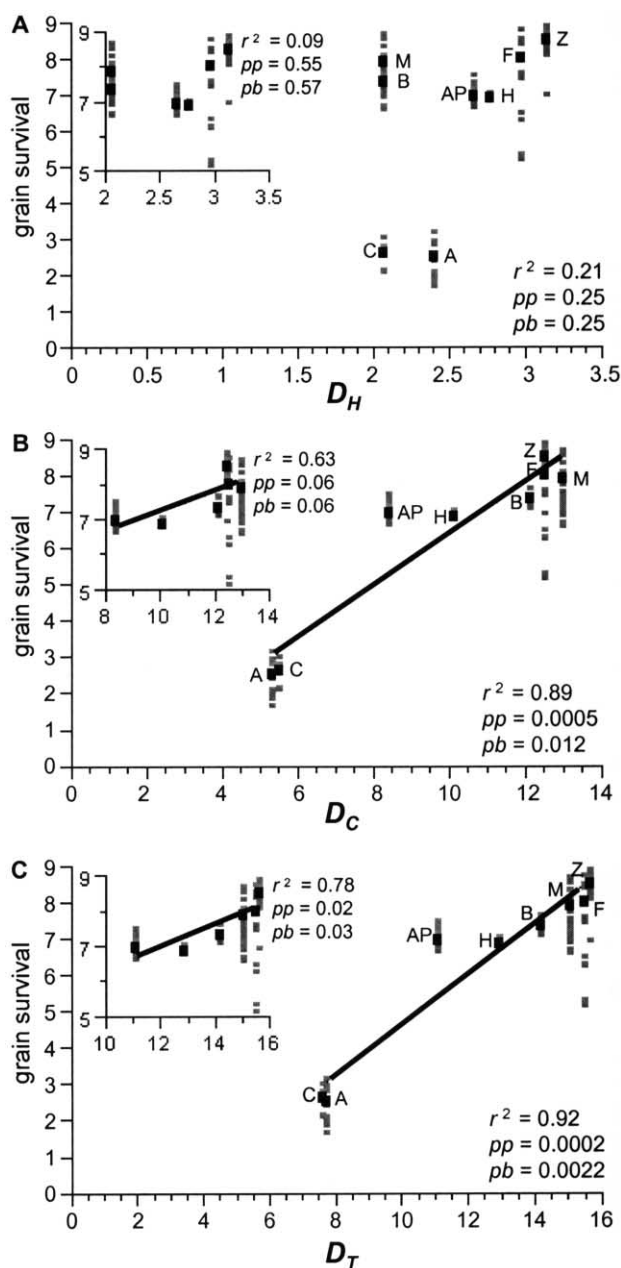 A
9
8
7
6
5
4
3
2
1
0
grain survival
9
7
5
2 2.5 3 3.5
r² = 0.09
pp = 0.55
pb = 0.57
M
B
AP H
F
Z
C A
r² = 0.21
pp = 0.25
pb = 0.25
0 0.5 1 1.5 2 2.5 3 3.5
D_H
B
9
8
7
6
5
4
3
2
1
0
grain survival
9
7
5
8 10 12 14
r² = 0.63
pp = 0.06
pb = 0.06
Z
F
M
B
AP
H
A C
r² = 0.89
pp = 0.0005
pb = 0.012
0 2 4 6 8 10 12 14
D_C
C
9
8
7
6
5
4
3
2
1
0
grain survival
9
7
5
10 12 14 16
r² = 0.78
pp = 0.02
pb = 0.03
Z
M
F
B
AP
H
C A
r² = 0.92
pp = 0.0002
pb = 0.0022
0 2 4 6 8 10 12 14 16
D_T